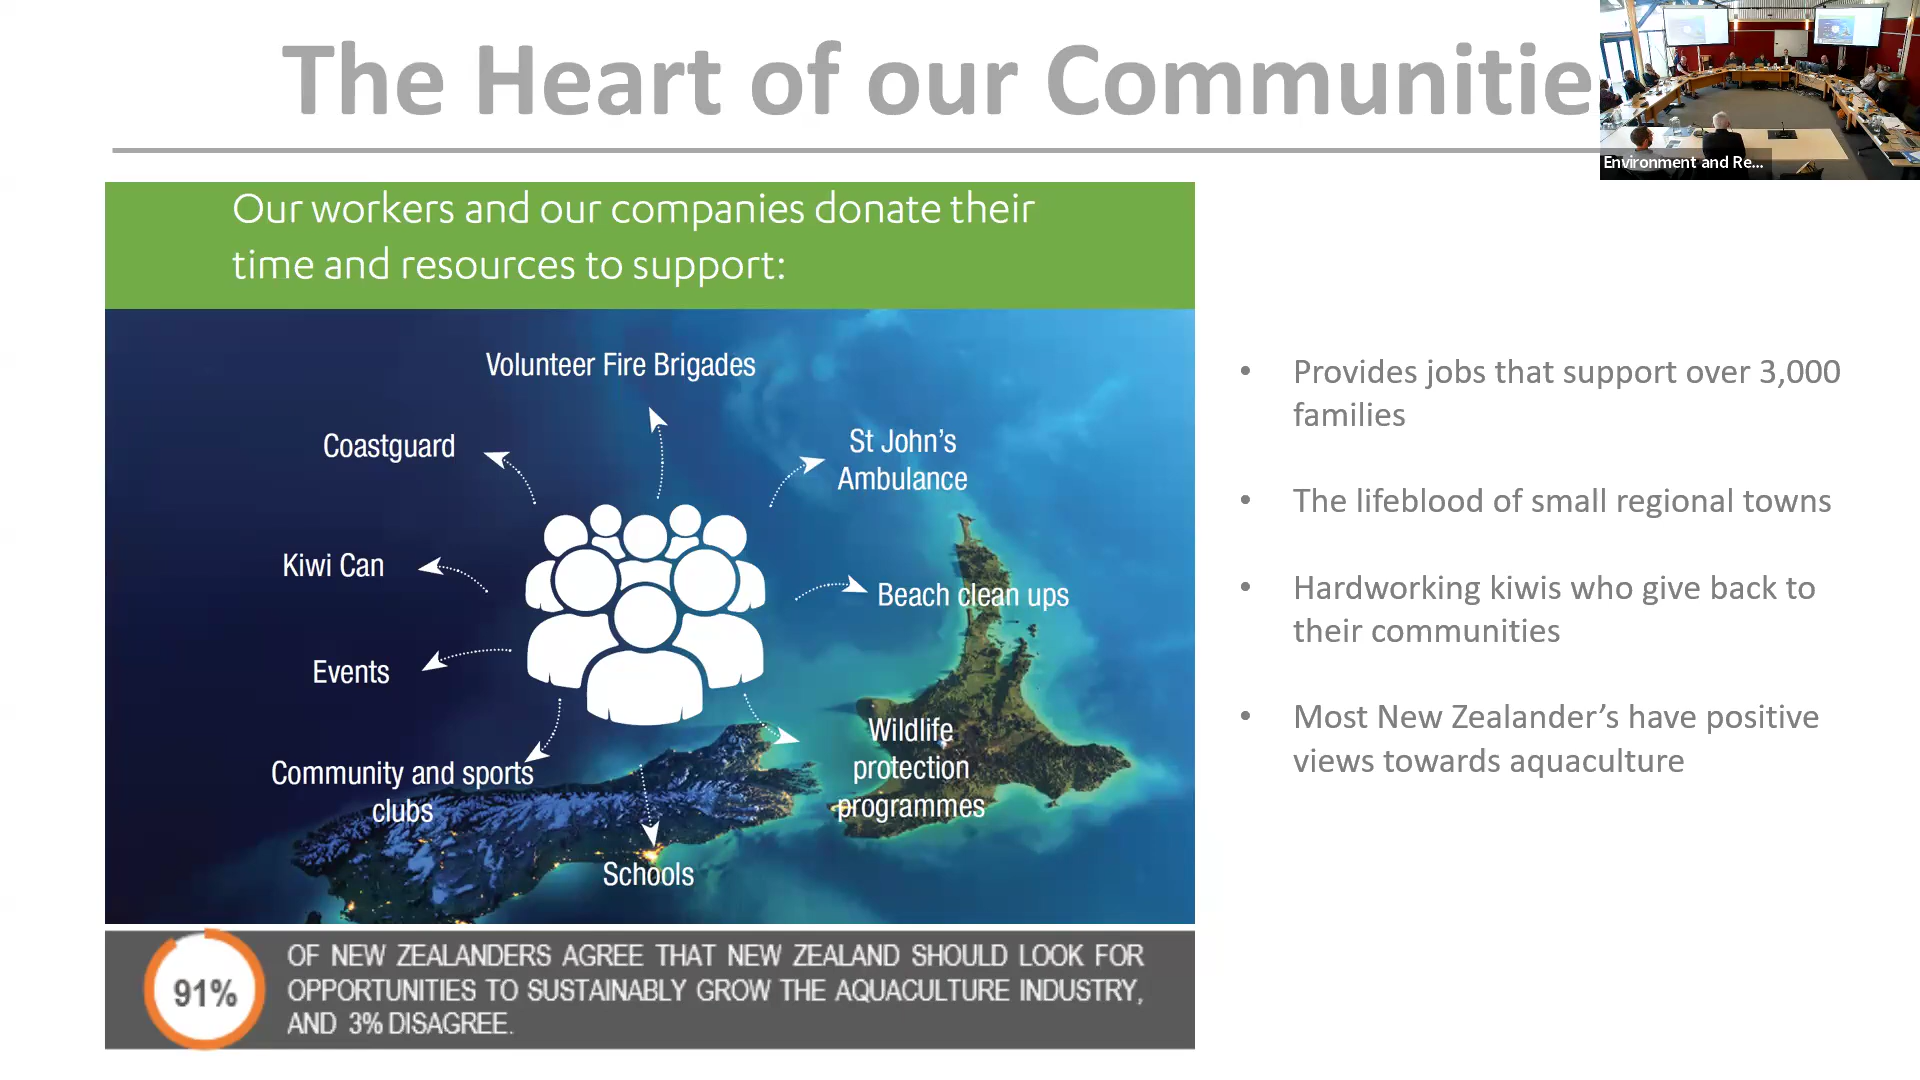 The Heart of our Communitie
Environment and Re...
Our workers and our companies donate their
time and resources to support:
Volunteer Fire Brigades
Coastguard
St John’s
Ambulance
Kiwi Can
Beach clean ups
Events
Wildlife
protection
programmes
Community and sports
clubs
Schools
91%
OF NEW ZEALANDERS AGREE THAT NEW ZEALAND SHOULD LOOK FOR
OPPORTUNITIES TO SUSTAINABLY GROW THE AQUACULTURE INDUSTRY,
AND 3% DISAGREE.
• Provides jobs that support over 3,000
families
• The lifeblood of small regional towns
• Hardworking kiwis who give back to
their communities
• Most New Zealander’s have positive
views towards aquaculture